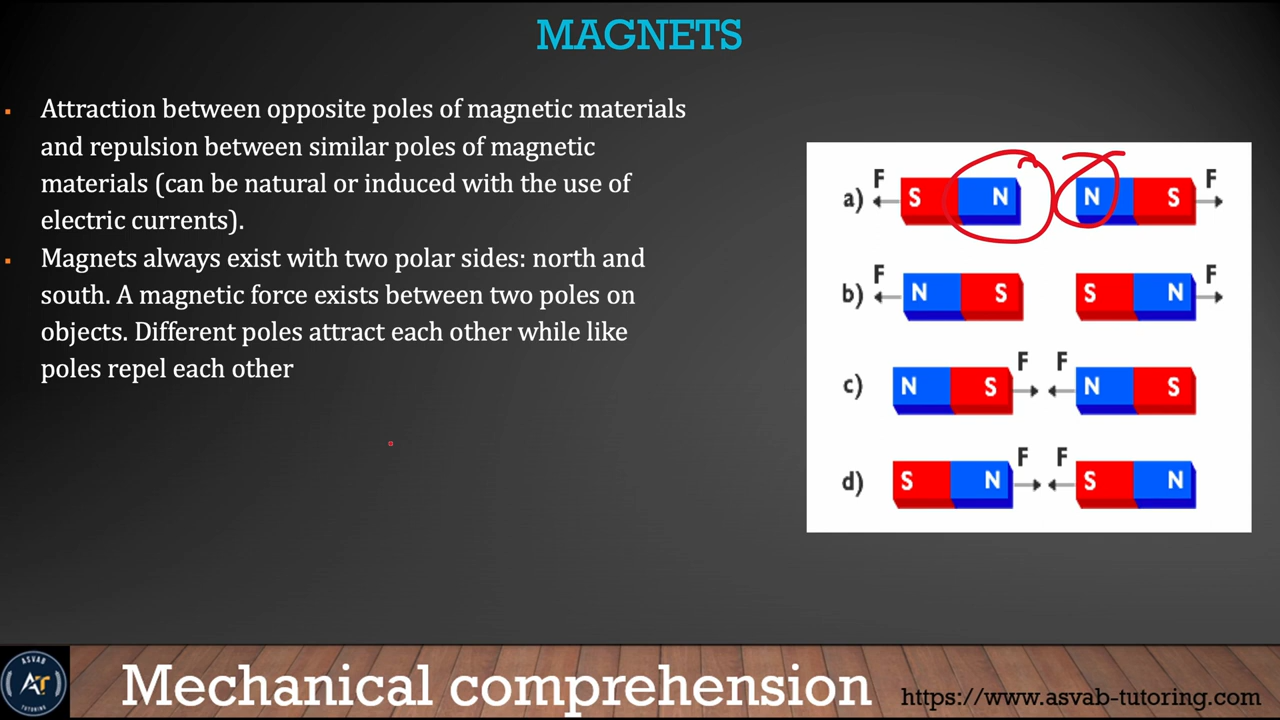 MAGNETS
Attraction between opposite poles of magnetic materials
and repulsion between similar poles of magnetic
materials (can be natural or induced with the use of
electric currents).
Magnets always exist with two polar sides: north and
south. A magnetic force exists between two poles on
objects. Different poles attract each other while like
poles repel each other
F F
a) S N N S
F F
b) N S S N
F F
c) N S N S
F F
d) S N S N
ASVAB
AT
TUTORING
Mechanical comprehension
https://www.asvab-tutoring.com